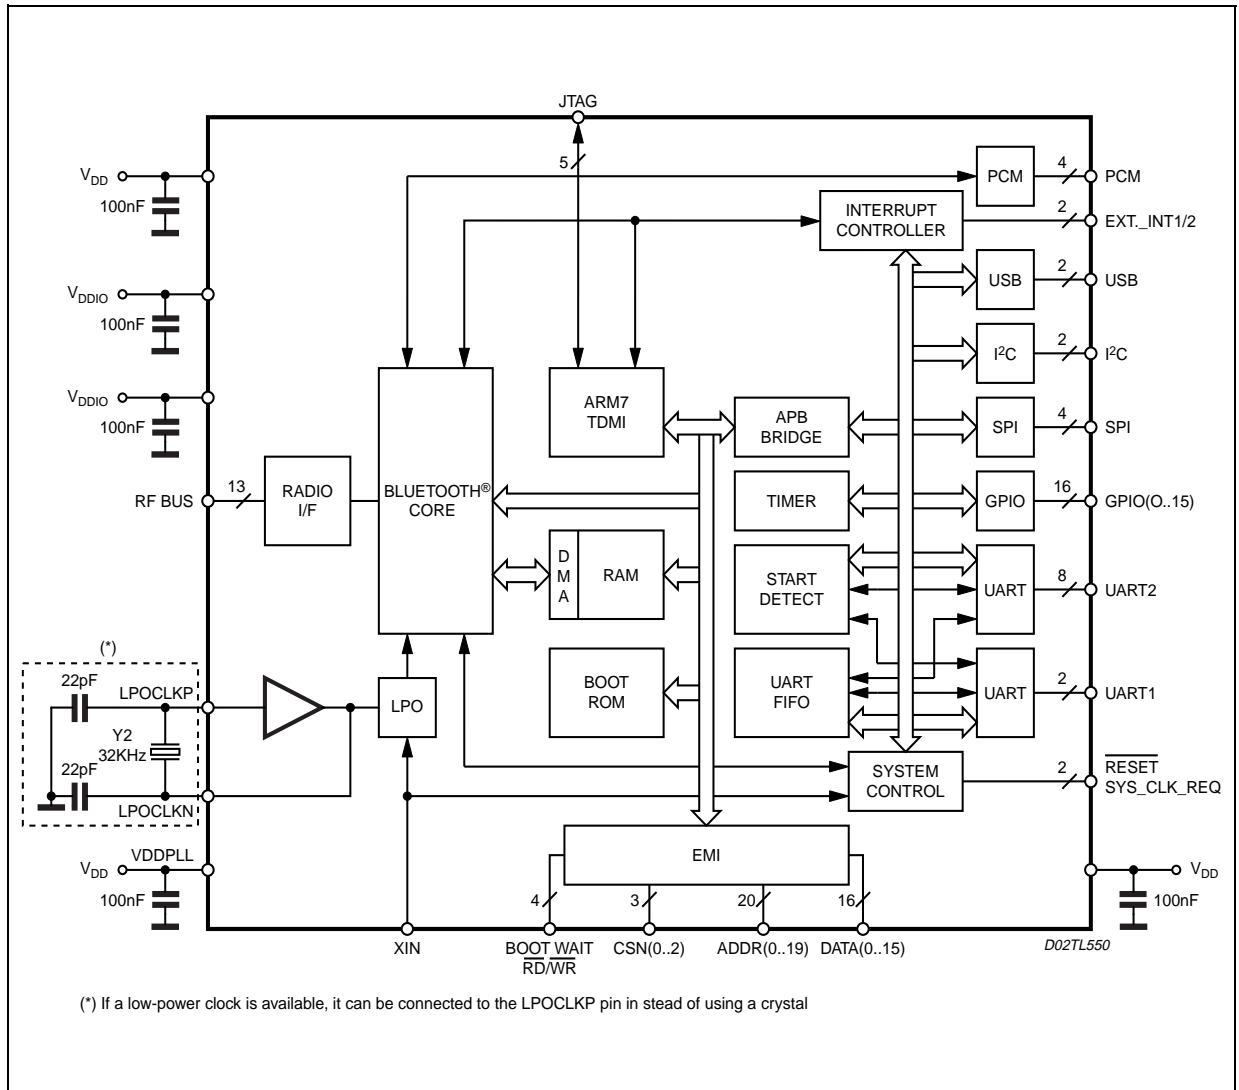 JTAG
5
VDD
100nF
PCM
4
PCM
INTERRUPT
CONTROLLER
2
EXT._INT1/2
USB
2
USB
VDDIO
100nF
I2C
2
I2C
VDDIO
100nF
ARM7
TDMI
APB
BRIDGE
SPI
4
SPI
RF BUS
13
RADIO
I/F
BLUETOOTH®
CORE
TIMER
GPIO
16
GPIO(O..15)
D
M
A
RAM
START
DETECT
UART
8
UART2
(*)
22pF
LPOCLKP
Y2
32KHz
22pF
LPOCLKN
LPO
BOOT
ROM
UART
FIFO
UART
2
UART1
SYSTEM
CONTROL
2
RESET
SYS_CLK_REQ
VDD
VDDPLL
100nF
EMI
VDD
100nF
4
3
20
16
XIN
BOOT WAIT
RD/WR
CSN(0..2)
ADDR(0..19)
DATA(0..15)
D02TL550
(*) If a low-power clock is available, it can be connected to the LPOCLKP pin in stead of using a crystal